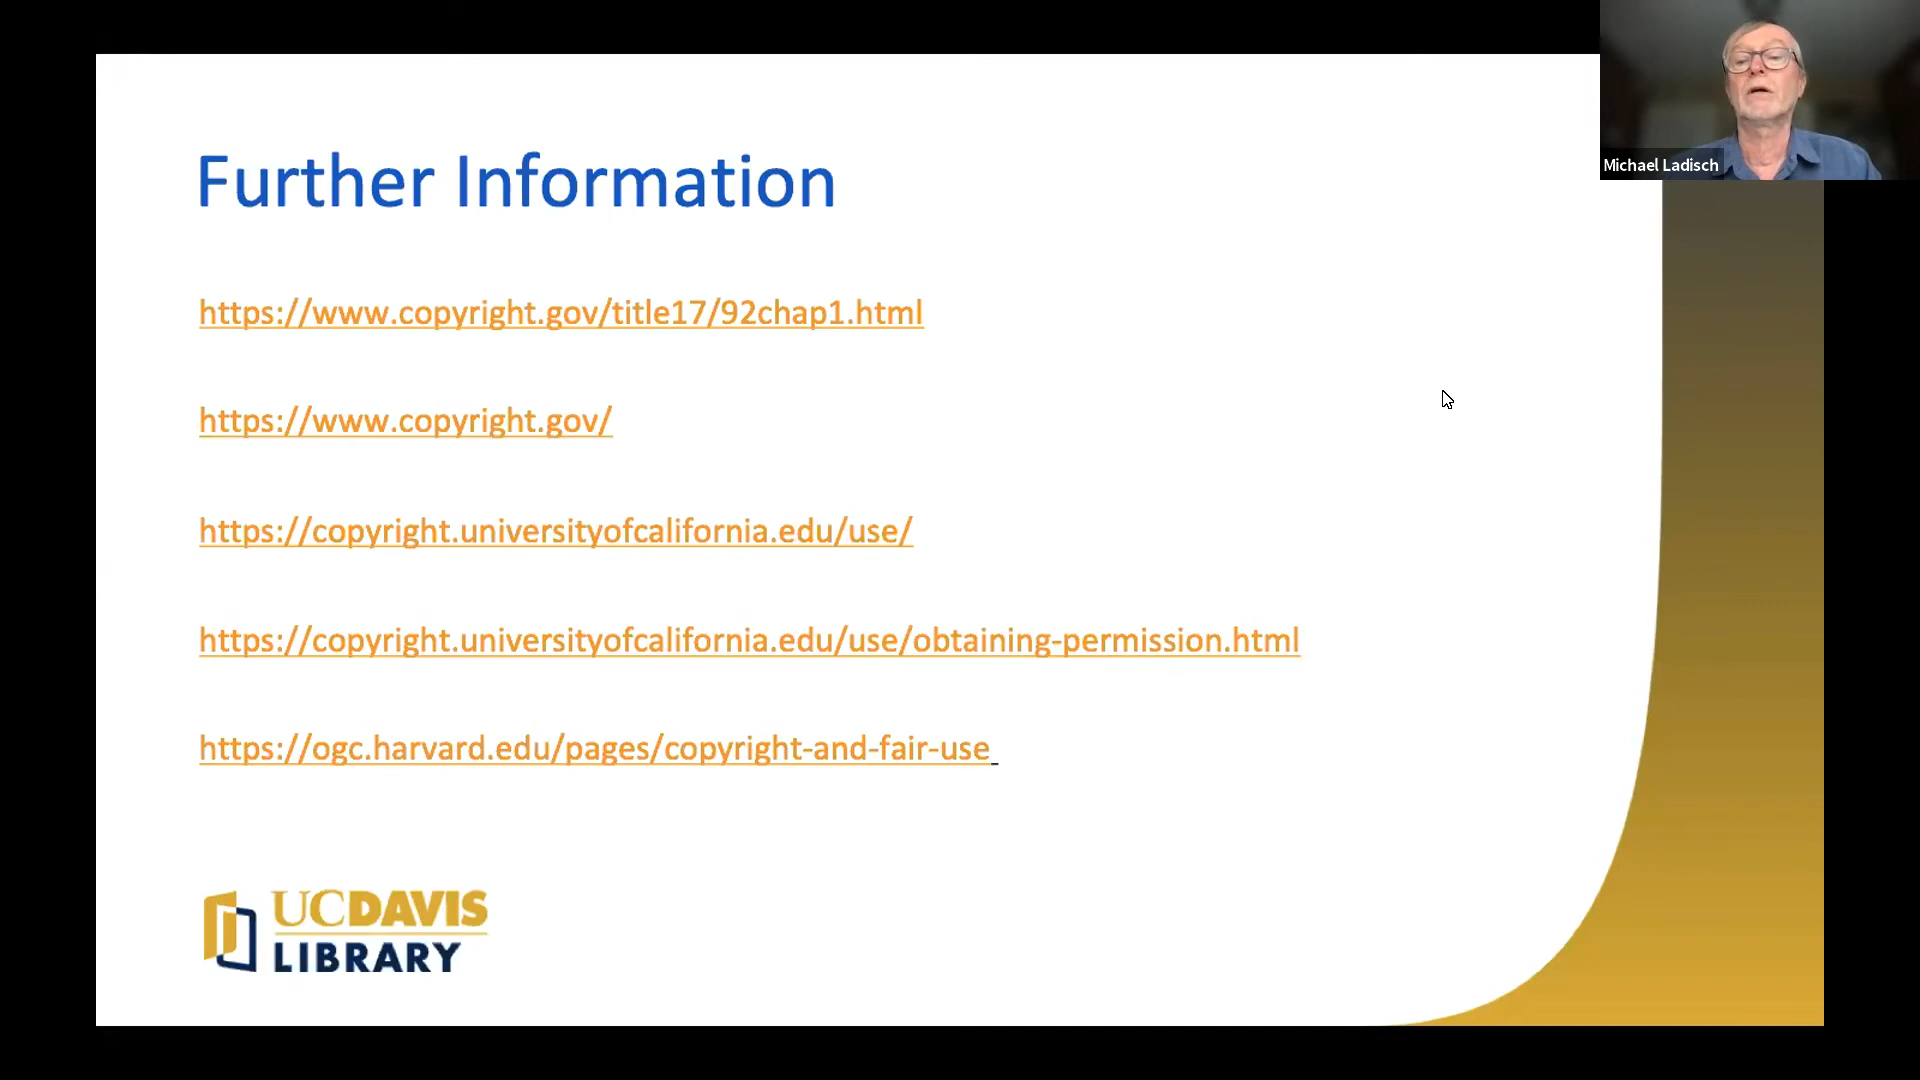 Michael Ladisch
Further Information
https://www.copyright.gov/title17/92chap1.html
https://www.copyright.gov/
https://copyright.universityofcalifornia.edu/use/
https://copyright.universityofcalifornia.edu/use/obtaining-permission.html
https://ogc.harvard.edu/pages/copyright-and-fair-use
UCDAVIS
LIBRARY